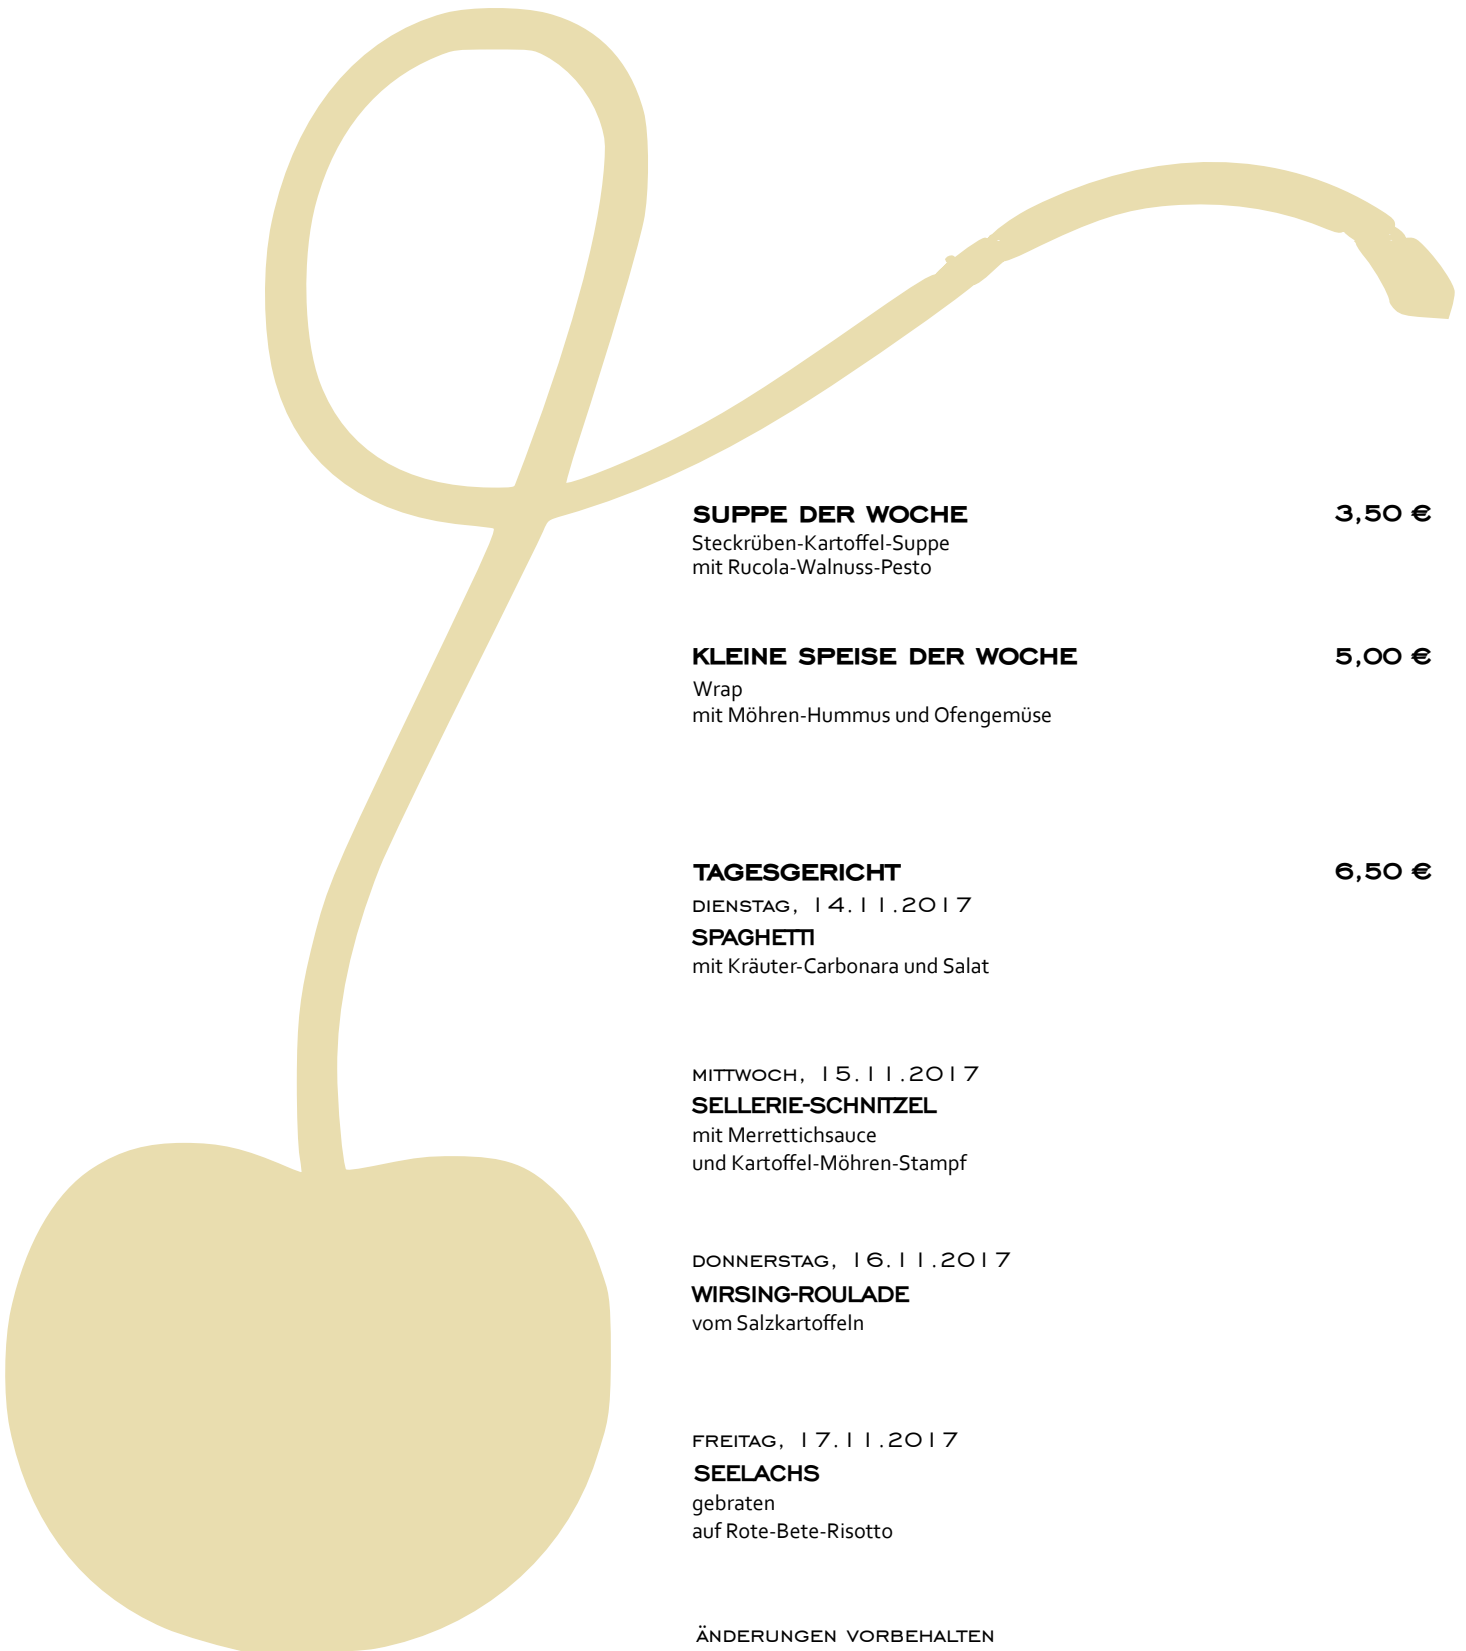 SUPPE DER WOCHE 3,50 €
Steckrüben-Kartoffel-Suppe
mit Rucola-Walnuss-Pesto
KLEINE SPEISE DER WOCHE 5,00 €
Wrap
mit Möhren-Hummus und Ofengemüse
TAGESGERICHT 6,50 €
DIENSTAG, 14.11.2017
SPAGHETTI
mit Kräuter-Carbonara und Salat
MITTWOCH, 15.11.2017
SELLERIE-SCHNITZEL
mit Merrettichsauce
und Kartoffel-Möhren-Stampf
DONNERSTAG, 16.11.2017
WIRSING-ROULADE
vom Salzkartoffeln
FREITAG, 17.11.2017
SEELACHS
gebraten
auf Rote-Bete-Risotto
ÄNDERUNGEN VORBEHALTEN